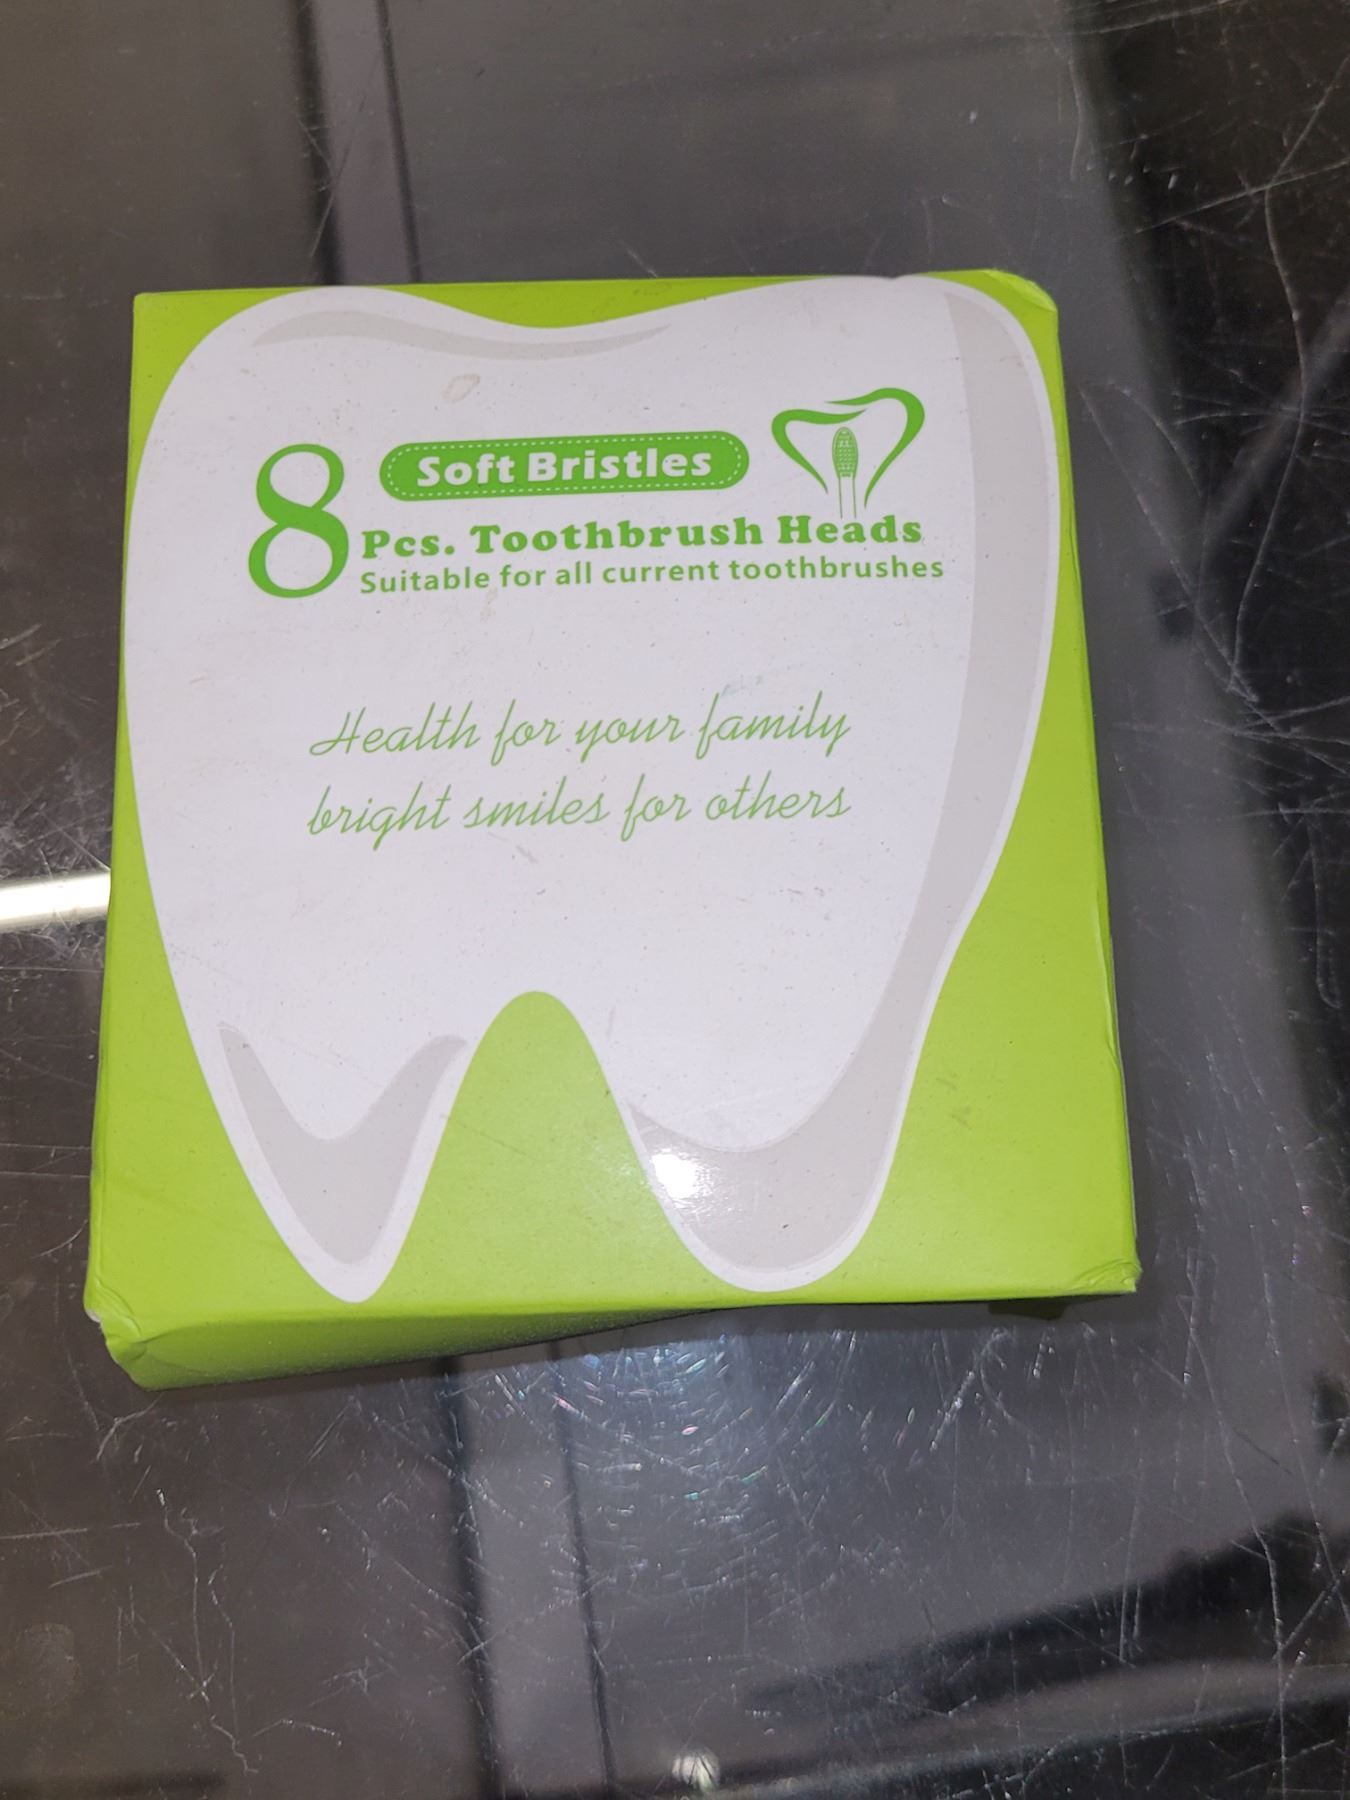 8
Soft Bristles
Pcs. Toothbrush Heads
Suitable for all current toothbrushes
Health for your family
bright smiles for others